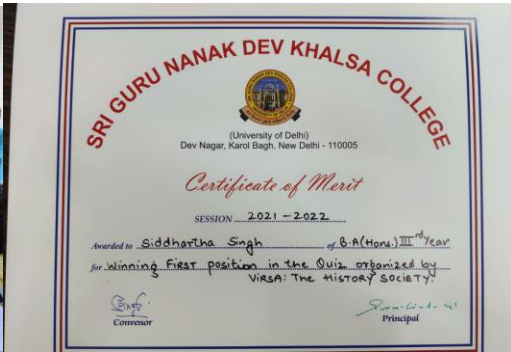 SRI GURU NANAK DEV KHALSA COLLEGE
(University of Delhi)
Dev Nagar, Karol Bagh, New Delhi - 110005
Certificate of Merit
SESSION 2021-2022
Awarded to Siddhartha Singh of B.A(Hons.) IIIrd Year
for Winning FIRST position in the Quiz organized by
VIRSA: THE HISTORY SOCIETY.
Convenor
Principal